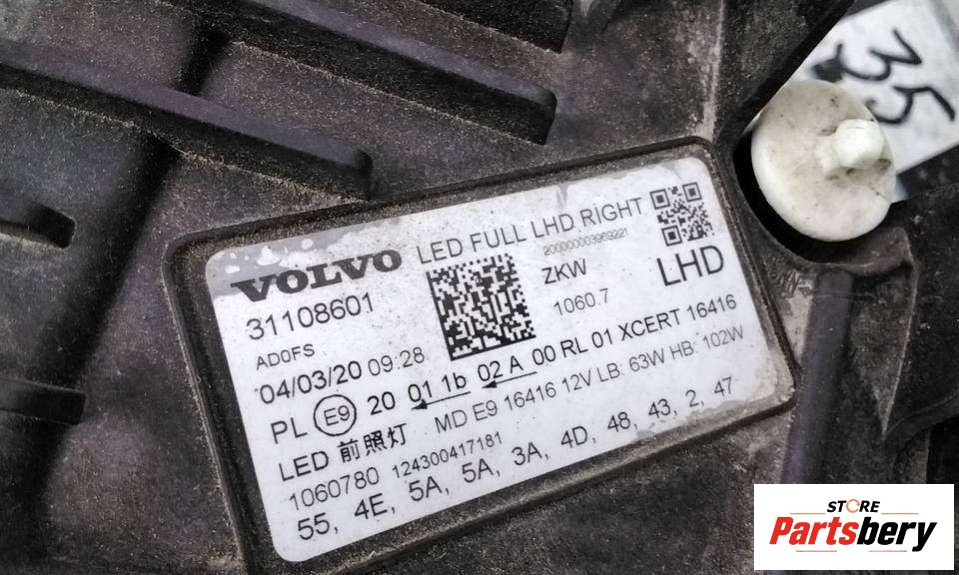 35
VOLVO LED FULL LHD RIGHT
200000003969221
31108601 ZKW LHD
AD0FS 1060.7
04/03/20 09:28
PL E9 20 01 1b 02 A 00 RL 01 XCERT 16416
LED 前照灯 MD E9 16416 12V LB: 63W HB: 102W
1060780 124300417181
55, 4E, 5A, 5A, 3A, 4D, 48, 43, 2, 47
STORE
Partsbery